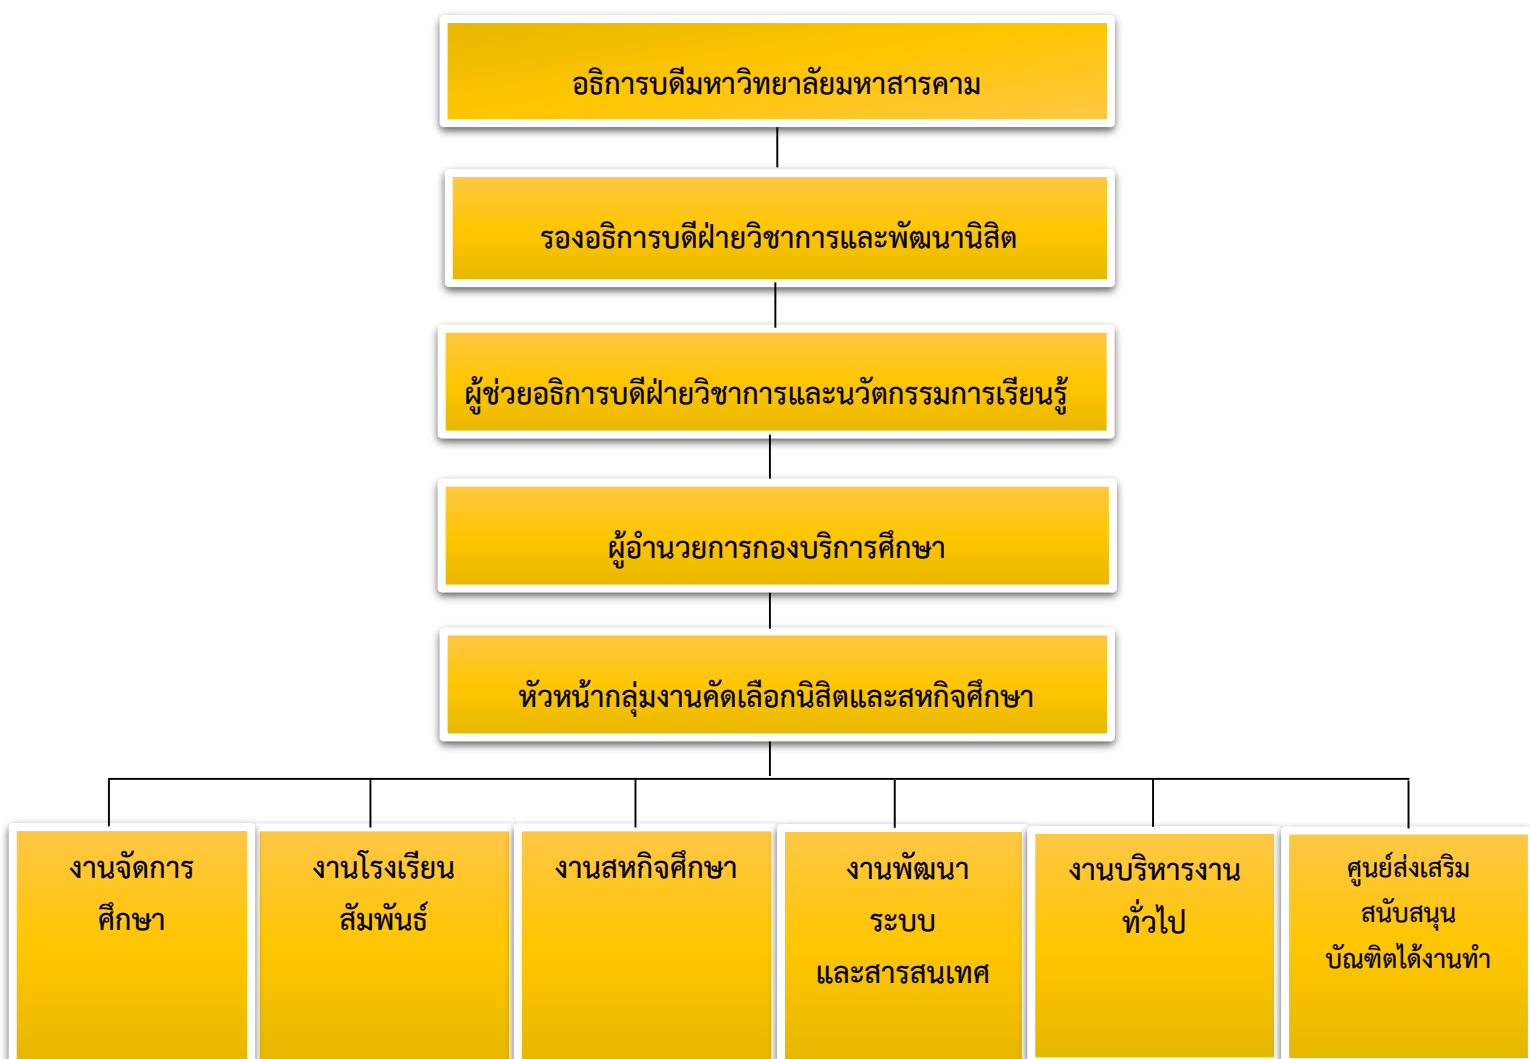 อธิการบดีมหาวิทยาลัยมหาสารคาม
รองอธิการบดีฝ่ายวิชาการและพัฒนานิสิต
ผู้ช่วยอธิการบดีฝ่ายวิชาการและนวัตกรรมการเรียนรู้
ผู้อำนวยการกองบริการศึกษา
หัวหน้ากลุ่มงานคัดเลือกนิสิตและสหกิจศึกษา
งานจัดการ
ศึกษา
งานโรงเรียน
สัมพันธ์
งานสหกิจศึกษา
งานพัฒนา
ระบบ
และสารสนเทศ
งานบริหารงาน
ทั่วไป
ศูนย์ส่งเสริม
สนับสนุน
บัณฑิตได้งานทำ